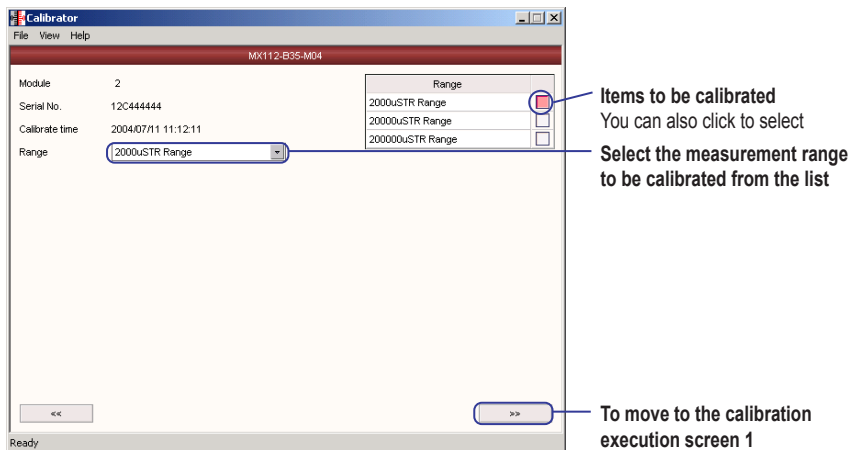 Calibrator
File View Help
MX112-B35-M04
Module 2
Serial No. 12C444444
Calibrate time 2004/07/11 11:12:11
Range 2000uSTR Range
Range
2000uSTR Range
20000uSTR Range
200000uSTR Range
<<
>>
Ready
Items to be calibrated
You can also click to select
Select the measurement range
to be calibrated from the list
To move to the calibration
execution screen 1